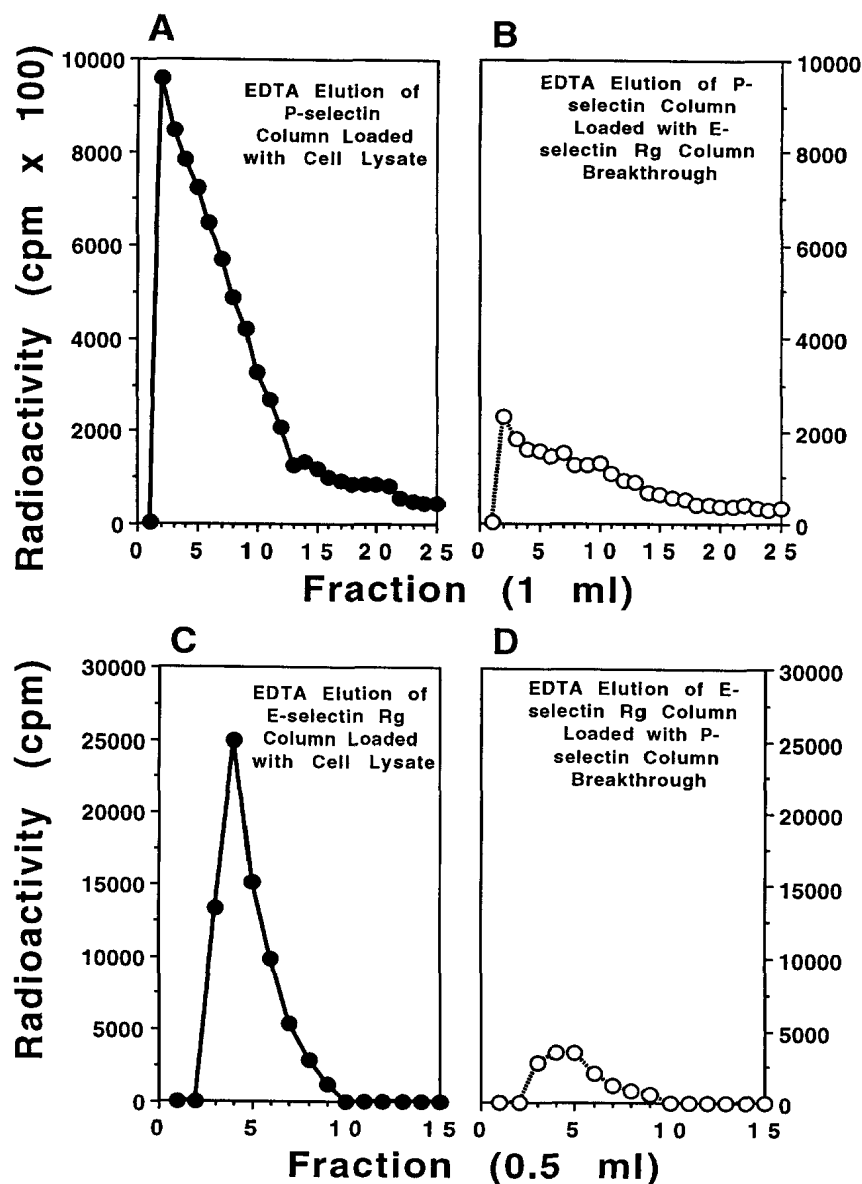 A
B
Radioactivity (cpm x 100)
10000
8000
6000
4000
2000
0
EDTA Elution of
P-selectin
Column Loaded
with Cell Lysate
0 5 10 15 20 25
EDTA Elution of P-
selectin Column
Loaded with E-
selectin Rg Column
Breakthrough
10000
8000
6000
4000
2000
0
0 5 10 15 20 25
Fraction (1 ml)
C
D
Radioactivity (cpm)
30000
25000
20000
15000
10000
5000
0
EDTA Elution of
E-selectin Rg
Column Loaded
with Cell Lysate
0 5 10 15
EDTA Elution of E-
selectin Rg Column
Loaded with P-
selectin Column
Breakthrough
30000
25000
20000
15000
10000
5000
0
0 5 10 15
Fraction (0.5 ml)